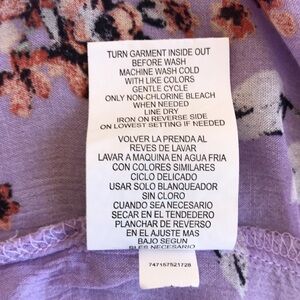 TURN GARMENT INSIDE OUT
BEFORE WASH
MACHINE WASH COLD
WITH LIKE COLORS
GENTLE CYCLE
ONLY NON-CHLORINE BLEACH
WHEN NEEDED
LINE DRY
IRON ON REVERSE SIDE
ON LOWEST SETTING IF NEEDED
VOLVER LA PRENDA AL
REVES DE LAVAR
LAVAR A MAQUINA EN AGUA FRIA
CON COLORES SIMILARES
CICLO DELICADO
USAR SOLO BLANQUEADOR
SIN CLORO
CUANDO SEA NECESARIO
SECAR EN EL TENDEDERO
PLANCHAR DE REVERSO
EN EL AJUSTE MAS
BAJO SEGUN
NECESARIO
747157521728